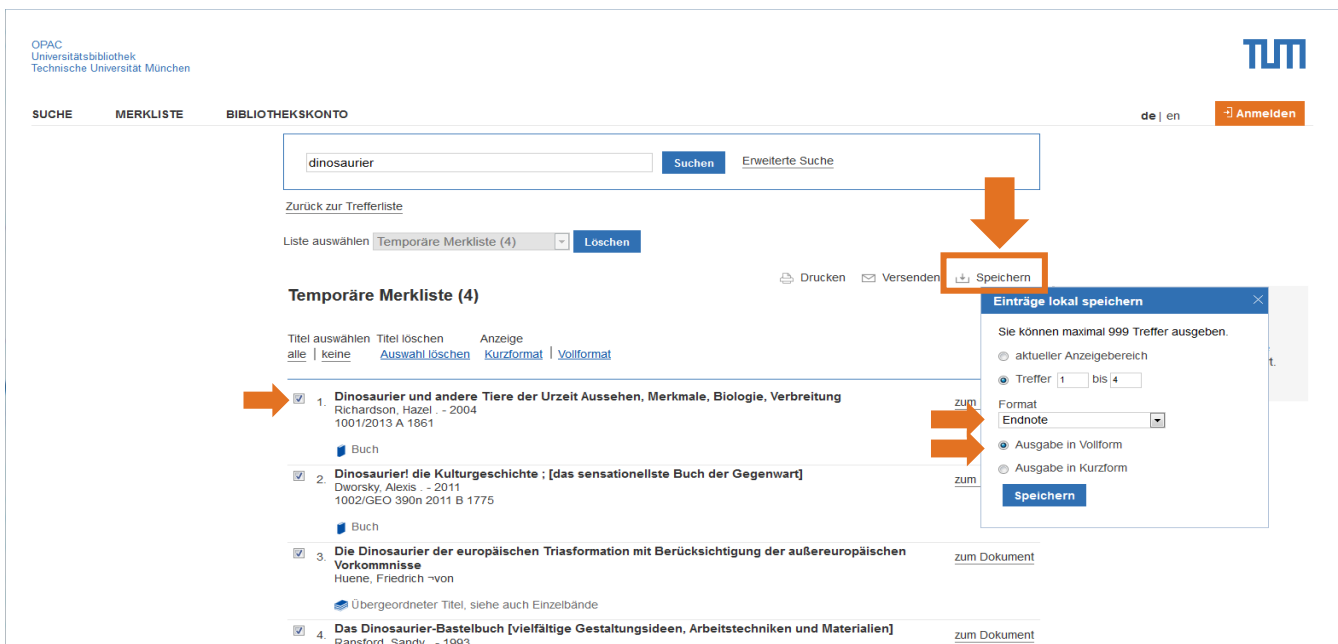 OPAC
Universitätsbibliothek
Technische Universität München
TUM
SUCHE MERKLISTE BIBLIOTHEKSKONTO de | en Anmelden
dinosaurier Suchen Erweiterte Suche
Zurück zur Trefferliste
Liste auswählen Temporäre Merkliste (4) Löschen
Drucken Versenden Speichern
Temporäre Merkliste (4)
Titel auswählen Titel löschen Anzeige
alle | keine Auswahl löschen Kurzformat | Vollformat
1. Dinosaurier und andere Tiere der Urzeit Aussehen, Merkmale, Biologie, Verbreitung
Richardson, Hazel . - 2004
1001/2013 A 1861
zum
Buch
2. Dinosaurier! die Kulturgeschichte ; [das sensationellste Buch der Gegenwart]
Dworsky, Alexis . - 2011
1002/GEO 390n 2011 B 1775
zum
Buch
3. Die Dinosaurier der europäischen Triasformation mit Berücksichtigung der außereuropäischen
Vorkommnisse
Huene, Friedrich ¬von
zum Dokument
Übergeordneter Titel, siehe auch Einzelbände
4. Das Dinosaurier-Bastelbuch [vielfältige Gestaltungsideen, Arbeitstechniken und Materialien]
Ransford, Sandy . - 1993
zum Dokument
Einträge lokal speichern
Sie können maximal 999 Treffer ausgeben.
aktueller Anzeigebereich
Treffer 1 bis 4
Format
Endnote
Ausgabe in Vollform
Ausgabe in Kurzform
Speichern
t.